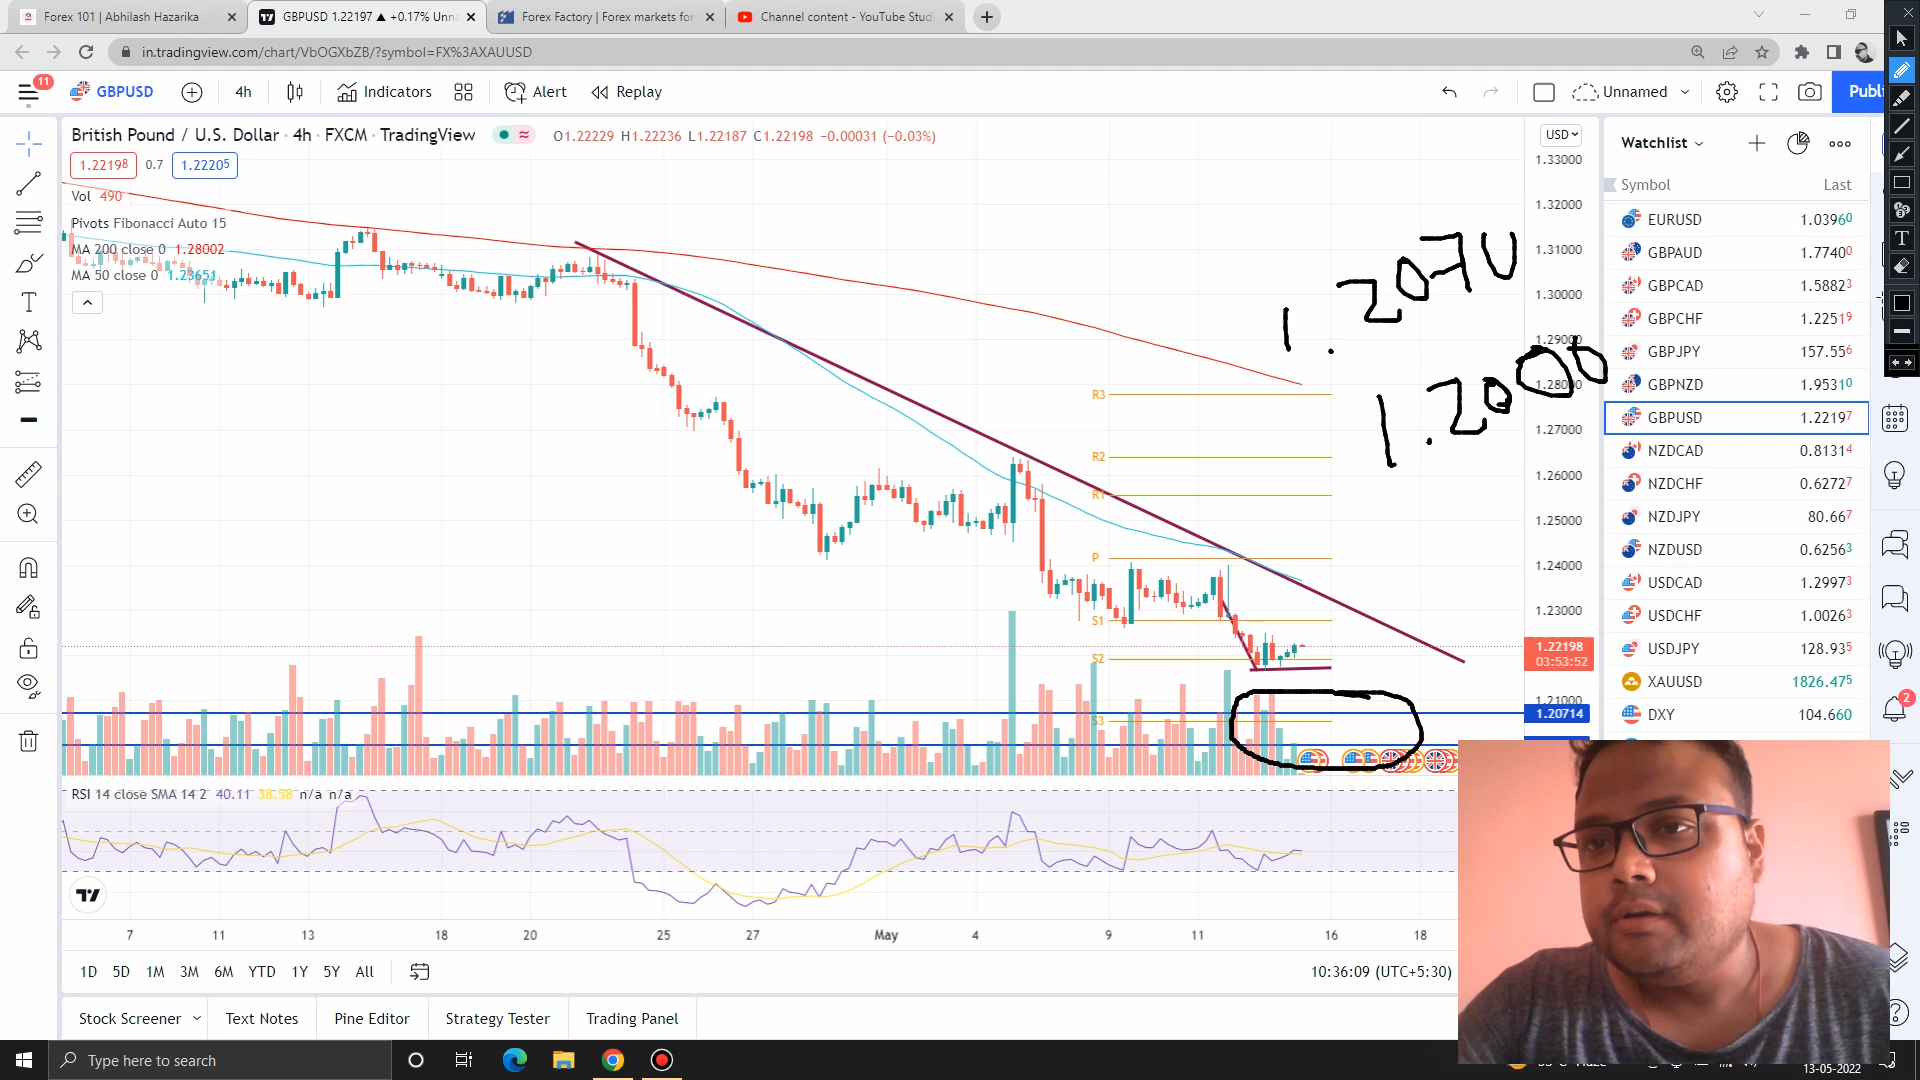 Forex 101 | Abhilash Hazarika
GBPUSD 1.22197 ▲ +0.17% Unna
Forex Factory | Forex markets for
Channel content - YouTube Studi
in.tradingview.com/chart/VbOGXbZB/?symbol=FX%3AXAUUSD
11
GBPUSD
4h
Indicators
Alert
Replay
Unnamed
Publi
British Pound / U.S. Dollar · 4h · FXCM · TradingView
O1.22229 H1.22236 L1.22187 C1.22198 −0.00031 (−0.03%)
1.22198
0.7
1.22205
Vol 490
Pivots Fibonacci Auto 15
MA 200 close 0 1.28002
MA 50 close 0 1.23651
USD
1.33000
1.32000
1.31000
1.30000
1.29000
1.28000
1.27000
1.26000
1.25000
1.24000
1.23000
1.22198
03:53:52
1.21000
1.20714
1.2070
1.2000
R3
R2
R1
P
S1
S2
S3
RSI 14 close SMA 14 2 40.11 38.58 n/a n/a
7
11
13
18
20
25
27
May
4
9
11
16
18
1D
5D
1M
3M
6M
YTD
1Y
5Y
All
10:36:09 (UTC+5:30)
Stock Screener
Text Notes
Pine Editor
Strategy Tester
Trading Panel
Watchlist
Symbol Last
EURUSD 1.03960
GBPAUD 1.77400
GBPCAD 1.58823
GBPCHF 1.22519
GBPJPY 157.556
GBPNZD 1.95310
GBPUSD 1.22197
NZDCAD 0.81314
NZDCHF 0.62727
NZDJPY 80.667
NZDUSD 0.62563
USDCAD 1.29973
USDCHF 1.00263
USDJPY 128.935
XAUUSD 1826.475
DXY 104.660
2
Type here to search
13-05-2022